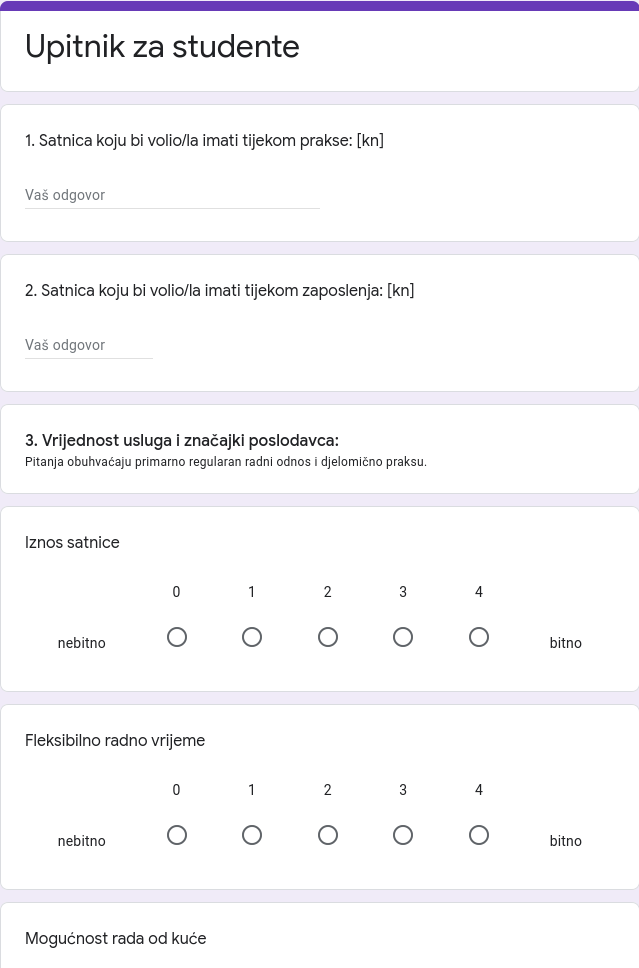 Upitnik za studente
1. Satnica koju bi volio/la imati tijekom prakse: [kn]
Vaš odgovor
2. Satnica koju bi volio/la imati tijekom zaposlenja: [kn]
Vaš odgovor
3. Vrijednost usluga i značajki poslodavca:
Pitanja obuhvaćaju primarno regularan radni odnos i djelomično praksu.
Iznos satnice
0 1 2 3 4
nebitno bitno
Fleksibilno radno vrijeme
0 1 2 3 4
nebitno bitno
Mogućnost rada od kuće